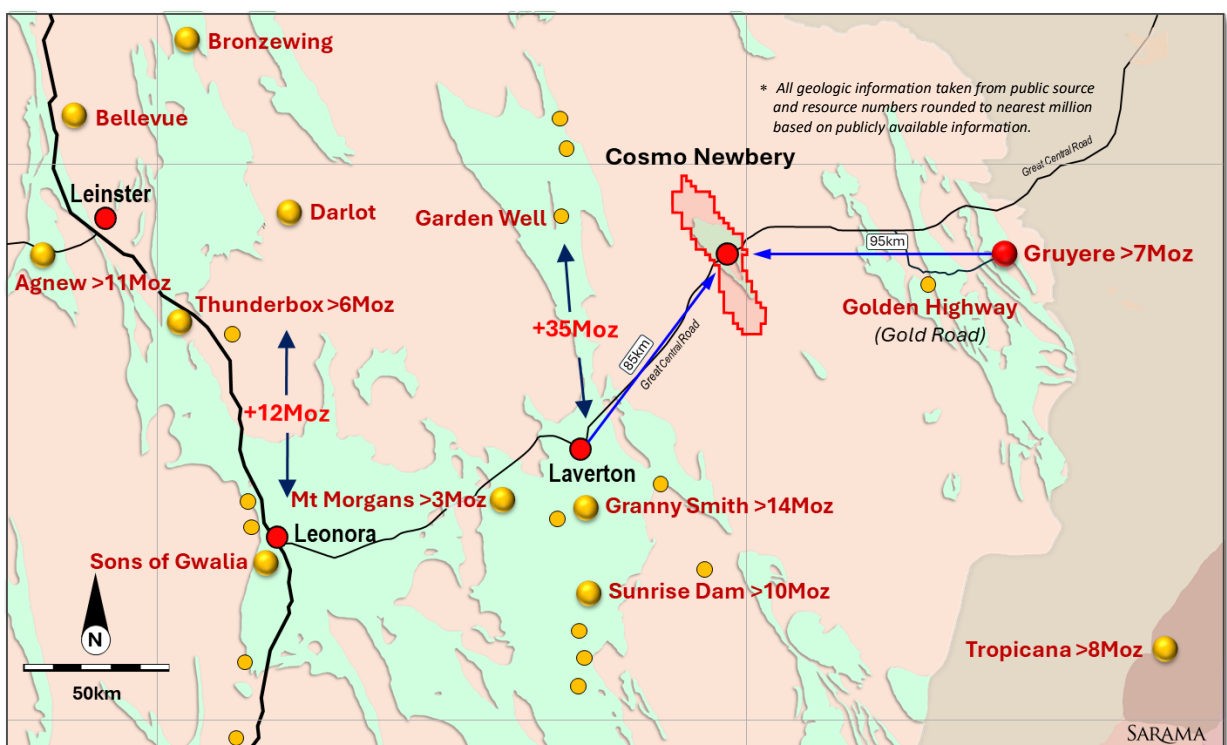 Bronzewing
* All geologic information taken from public source
and resource numbers rounded to nearest million
based on publicly available information.
Bellevue
Great Central Road
Cosmo Newbery
Leinster
Darlot
Garden Well
95km
Gruyere >7Moz
Agnew >11Moz
Thunderbox >6Moz
Golden Highway
(Gold Road)
+35Moz
85km
Great Central Road
+12Moz
Laverton
Mt Morgans >3Moz
Granny Smith >14Moz
Leonora
Sons of Gwalia
Sunrise Dam >10Moz
N
Tropicana >8Moz
50km
SARAMA